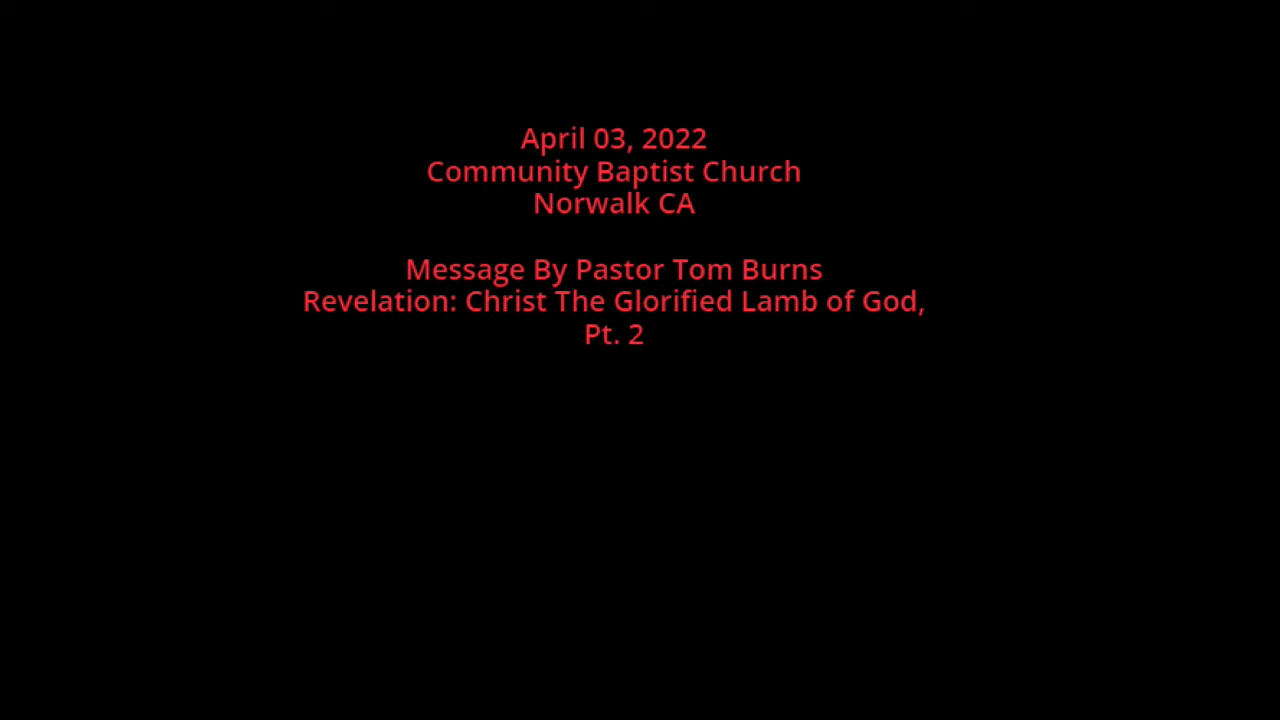 April 03, 2022
Community Baptist Church
Norwalk CA
Message By Pastor Tom Burns
Revelation: Christ The Glorified Lamb of God,
Pt. 2